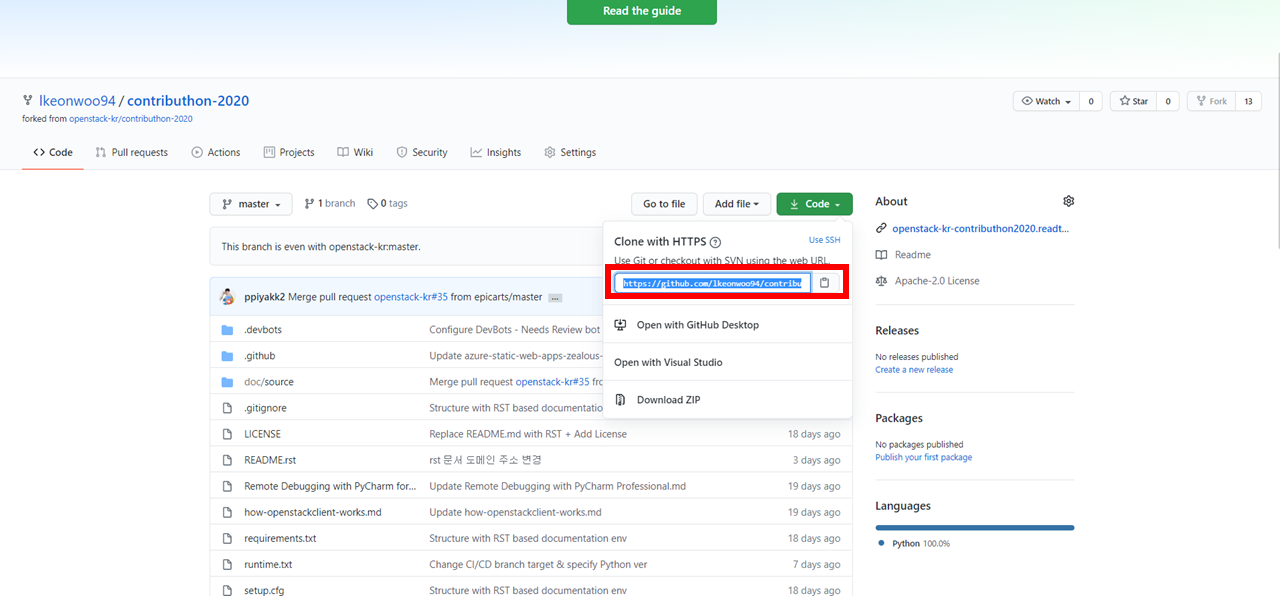 Read the guide
lkeonwoo94 / contributhon-2020
Watch 0 Star 0 Fork 13
forked from openstack-kr/contributhon-2020
Code Pull requests Actions Projects Wiki Security Insights Settings
master 1 branch 0 tags Go to file Add file Code
This branch is even with openstack-kr:master.
Clone with HTTPS Use SSH
Use Git or checkout with SVN using the web URL.
https://github.com/lkeonwoo94/contribu
Open with GitHub Desktop
Open with Visual Studio
Download ZIP
ppiyakk2 Merge pull request openstack-kr#35 from epicarts/master ...
.devbots Configure DevBots - Needs Review bot
.github Update azure-static-web-apps-zealous-
doc/source Merge pull request openstack-kr#35 fro
.gitignore Structure with RST based documentation
LICENSE Replace README.md with RST + Add License 18 days ago
README.rst rst 문서 도메인 주소 변경 3 days ago
Remote Debugging with PyCharm for... Update Remote Debugging with PyCharm Professional.md 19 days ago
how-openstackclient-works.md Update how-openstackclient-works.md 19 days ago
requirements.txt Structure with RST based documentation env 18 days ago
runtime.txt Change CI/CD branch target & specify Python ver 7 days ago
setup.cfg Structure with RST based documentation env 18 days ago
About
openstack-kr-contributhon2020.readt...
Readme
Apache-2.0 License
Releases
No releases published
Create a new release
Packages
No packages published
Publish your first package
Languages
Python 100.0%